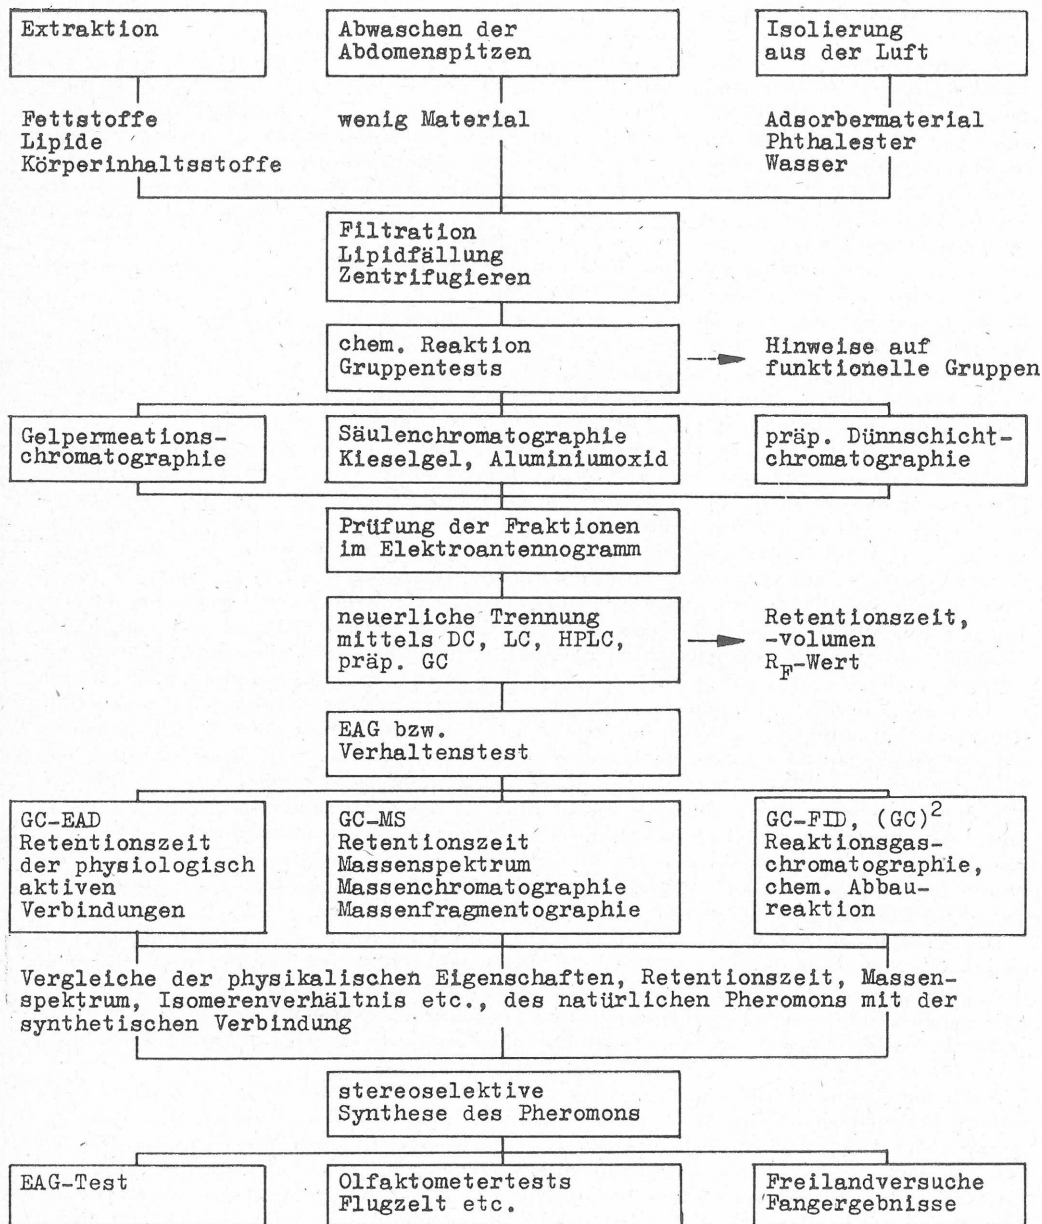 Extraktion
Abwaschen der
Abdomenspitzen
Isolierung
aus der Luft
Fettstoffe
Lipide
Körperinhaltsstoffe
wenig Material
Adsorbermaterial
Phthalester
Wasser
Filtration
Lipidfällung
Zentrifugieren
chem. Reaktion
Gruppentests
Hinweise auf
funktionelle Gruppen
Gelpermeations-
chromatographie
Säulenchromatographie
Kieselgel, Aluminiumoxid
präp. Dünnschicht-
chromatographie
Prüfung der Fraktionen
im Elektroantennogramm
neuerliche Trennung
mittels DC, LC, HPLC,
präp. GC
Retentionszeit,
-volumen
R_F-Wert
EAG bzw.
Verhaltenstest
GC-EAD
Retentionszeit
der physiologisch
aktiven
Verbindungen
GC-MS
Retentionszeit
Massenspektrum
Massenchromatographie
Massenfragmentographie
GC-FID, (GC)²
Reaktionsgas-
chromatographie,
chem. Abbau-
reaktion
Vergleiche der physikalischen Eigenschaften, Retentionszeit, Massen-
spektrum, Isomerenverhältnis etc., des natürlichen Pheromons mit der
synthetischen Verbindung
stereoselektive
Synthese des Pheromons
EAG-Test
Olfaktometertests
Flugzelt etc.
Freilandversuche
Fangergebnisse